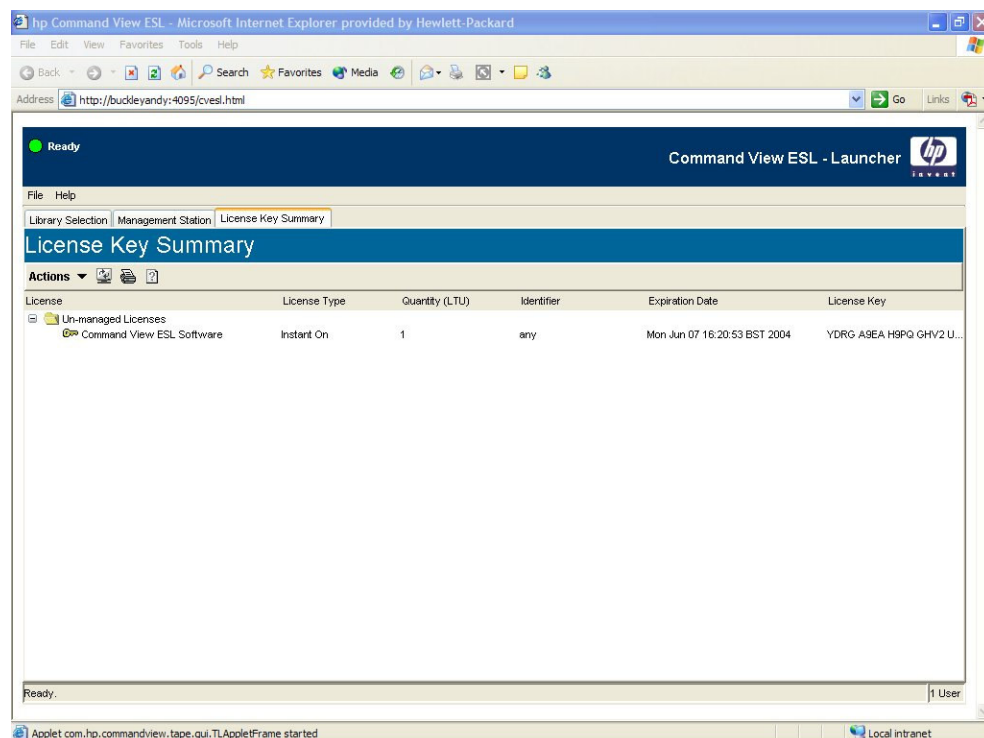 hp Command View ESL - Microsoft Internet Explorer provided by Hewlett-Packard
File Edit View Favorites Tools Help
Back Search Favorites Media
Address http://buckleyandy:4095/cvesl.html Go Links
Ready
Command View ESL - Launcher
hp
invent
File Help
Library Selection Management Station License Key Summary
License Key Summary
Actions
License License Type Quantity (LTU) Identifier Expiration Date License Key
Un-managed Licenses
Command View ESL Software Instant On 1 any Mon Jun 07 16:20:53 BST 2004 YDRG A9EA H9PQ GHV2 U...
Ready. 1 User
Applet com.hp.commandview.tape.gui.TLAppletFrame started Local intranet